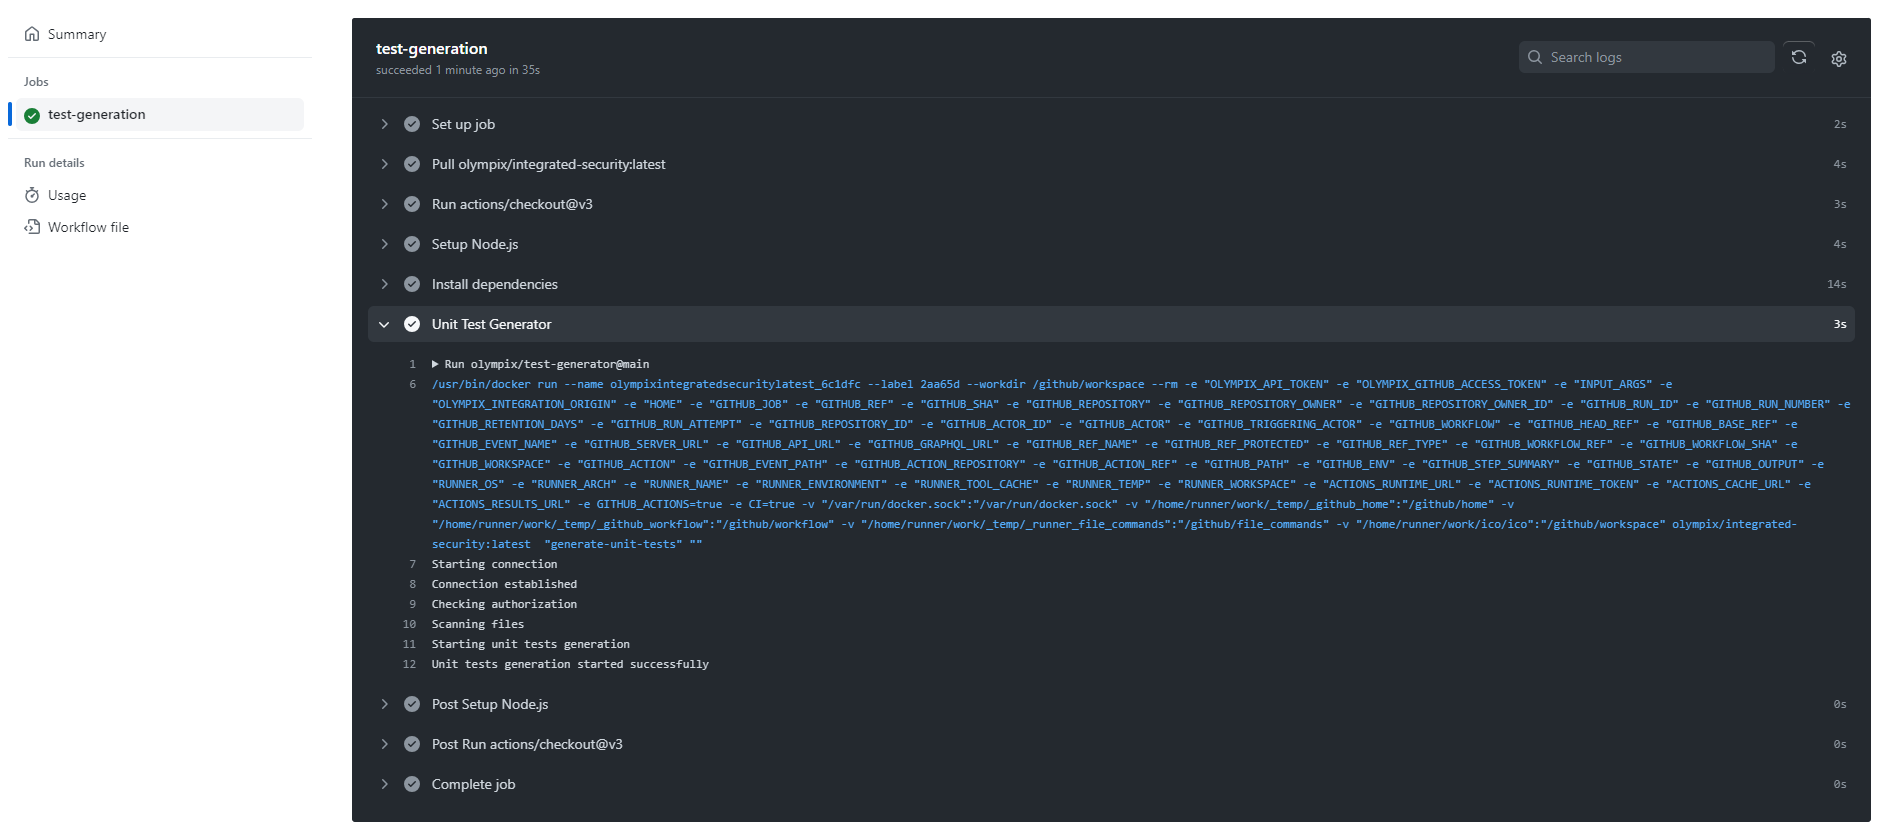 Summary
Jobs
test-generation
Run details
Usage
Workflow file
test-generation
succeeded 1 minute ago in 35s
Search logs
Set up job 2s
Pull olympix/integrated-security:latest 4s
Run actions/checkout@v3 3s
Setup Node.js 4s
Install dependencies 14s
Unit Test Generator 3s
1 Run olympix/test-generator@main
6 /usr/bin/docker run --name olympixintegratedsecuritylatest_6c1dfc --label 2aa65d --workdir /github/workspace --rm -e "OLYMPIX_API_TOKEN" -e "OLYMPIX_GITHUB_ACCESS_TOKEN" -e "INPUT_ARGS" -e
"OLYMPIX_INTEGRATION_ORIGIN" -e "HOME" -e "GITHUB_JOB" -e "GITHUB_REF" -e "GITHUB_SHA" -e "GITHUB_REPOSITORY" -e "GITHUB_REPOSITORY_OWNER" -e "GITHUB_REPOSITORY_OWNER_ID" -e "GITHUB_RUN_ID" -e "GITHUB_RUN_NUMBER" -e
"GITHUB_RETENTION_DAYS" -e "GITHUB_RUN_ATTEMPT" -e "GITHUB_REPOSITORY_ID" -e "GITHUB_ACTOR_ID" -e "GITHUB_ACTOR" -e "GITHUB_TRIGGERING_ACTOR" -e "GITHUB_WORKFLOW" -e "GITHUB_HEAD_REF" -e "GITHUB_BASE_REF" -e
"GITHUB_EVENT_NAME" -e "GITHUB_SERVER_URL" -e "GITHUB_API_URL" -e "GITHUB_GRAPHQL_URL" -e "GITHUB_REF_NAME" -e "GITHUB_REF_PROTECTED" -e "GITHUB_REF_TYPE" -e "GITHUB_WORKFLOW_REF" -e "GITHUB_WORKFLOW_SHA" -e
"GITHUB_WORKSPACE" -e "GITHUB_ACTION" -e "GITHUB_EVENT_PATH" -e "GITHUB_ACTION_REPOSITORY" -e "GITHUB_ACTION_REF" -e "GITHUB_PATH" -e "GITHUB_ENV" -e "GITHUB_STEP_SUMMARY" -e "GITHUB_STATE" -e "GITHUB_OUTPUT" -e
"RUNNER_OS" -e "RUNNER_ARCH" -e "RUNNER_NAME" -e "RUNNER_ENVIRONMENT" -e "RUNNER_TOOL_CACHE" -e "RUNNER_TEMP" -e "RUNNER_WORKSPACE" -e "ACTIONS_RUNTIME_URL" -e "ACTIONS_RUNTIME_TOKEN" -e "ACTIONS_CACHE_URL" -e
"ACTIONS_RESULTS_URL" -e GITHUB_ACTIONS=true -e CI=true -v "/var/run/docker.sock":"/var/run/docker.sock" -v "/home/runner/work/_temp/_github_home":"/github/home" -v
"/home/runner/work/_temp/_github_workflow":"/github/workflow" -v "/home/runner/work/_temp/_runner_file_commands":"/github/file_commands" -v "/home/runner/work/ico/ico":"/github/workspace" olympix/integrated-
security:latest  "generate-unit-tests" ""
7 Starting connection
8 Connection established
9 Checking authorization
10 Scanning files
11 Starting unit tests generation
12 Unit tests generation started successfully
Post Setup Node.js 0s
Post Run actions/checkout@v3 0s
Complete job 0s